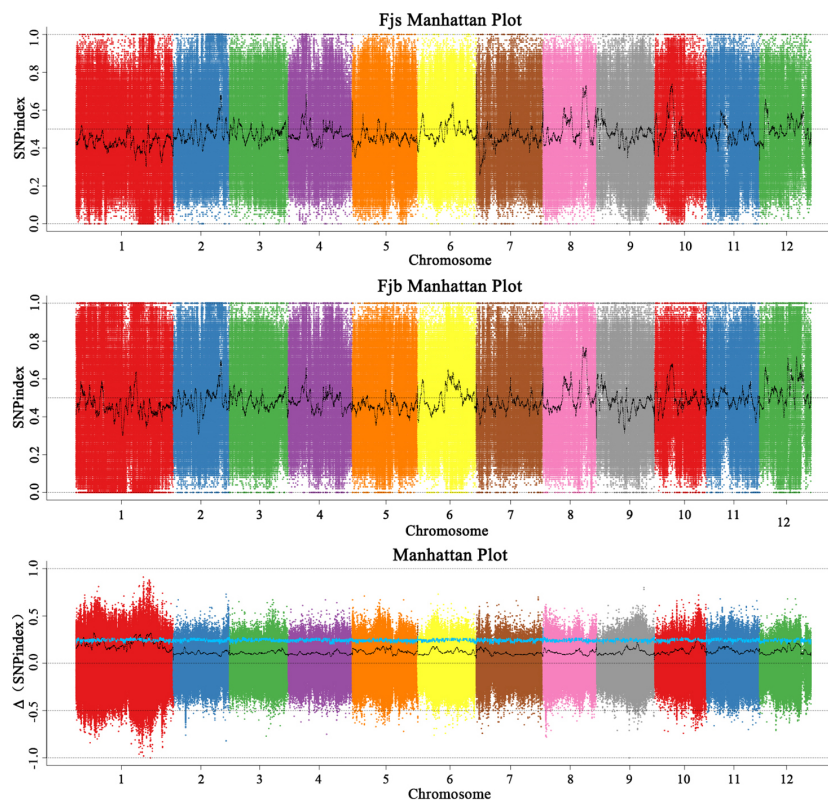 Fjs Manhattan Plot
SNPindex
1.0
0.8
0.6
0.4
0.2
0.0
1 2 3 4 5 6 7 8 9 10 11 12
Chromosome
Fjb Manhattan Plot
SNPindex
1.0
0.8
0.6
0.4
0.2
0.0
1 2 3 4 5 6 7 8 9 10 11 12
Chromosome
Manhattan Plot
Δ（SNPindex）
1.0
0.5
0.0
-0.5
-1.0
1 2 3 4 5 6 7 8 9 10 11 12
Chromosome